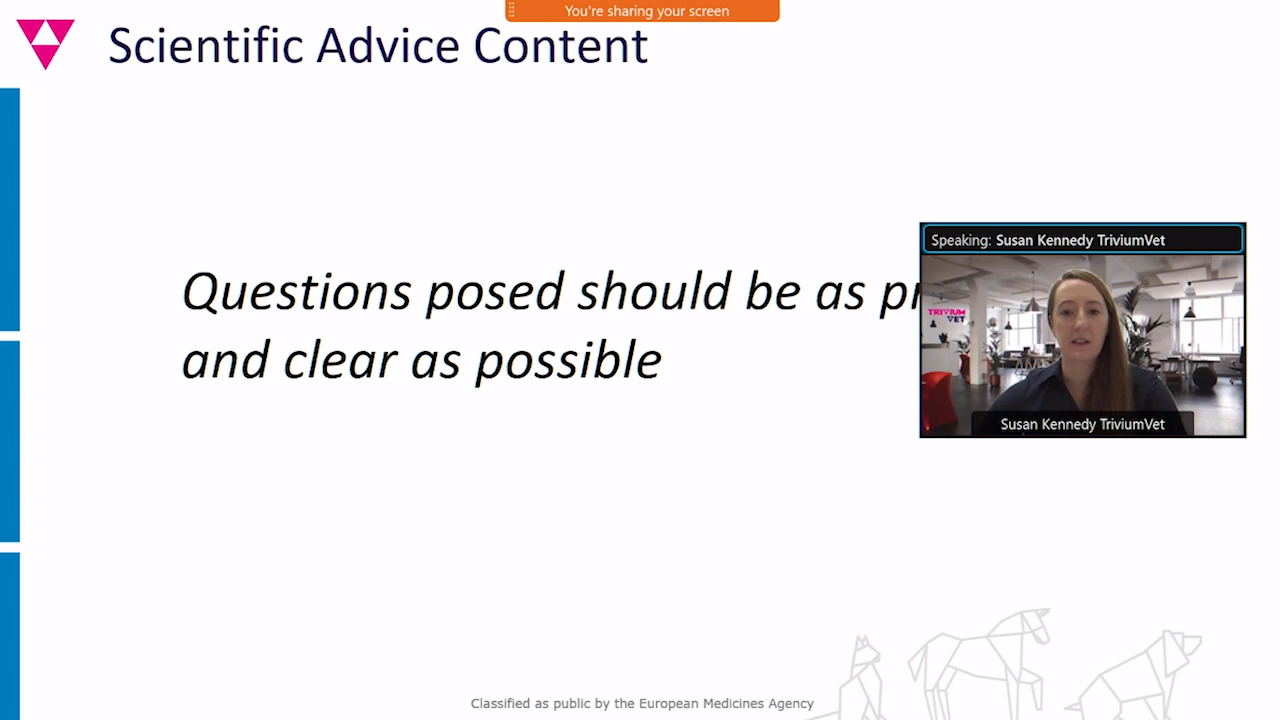 You're sharing your screen
Scientific Advice Content
Questions posed should be as
and clear as possible
Speaking: Susan Kennedy TriviumVet
TRIVIUM
VET
Susan Kennedy TriviumVet
Classified as public by the European Medicines Agency